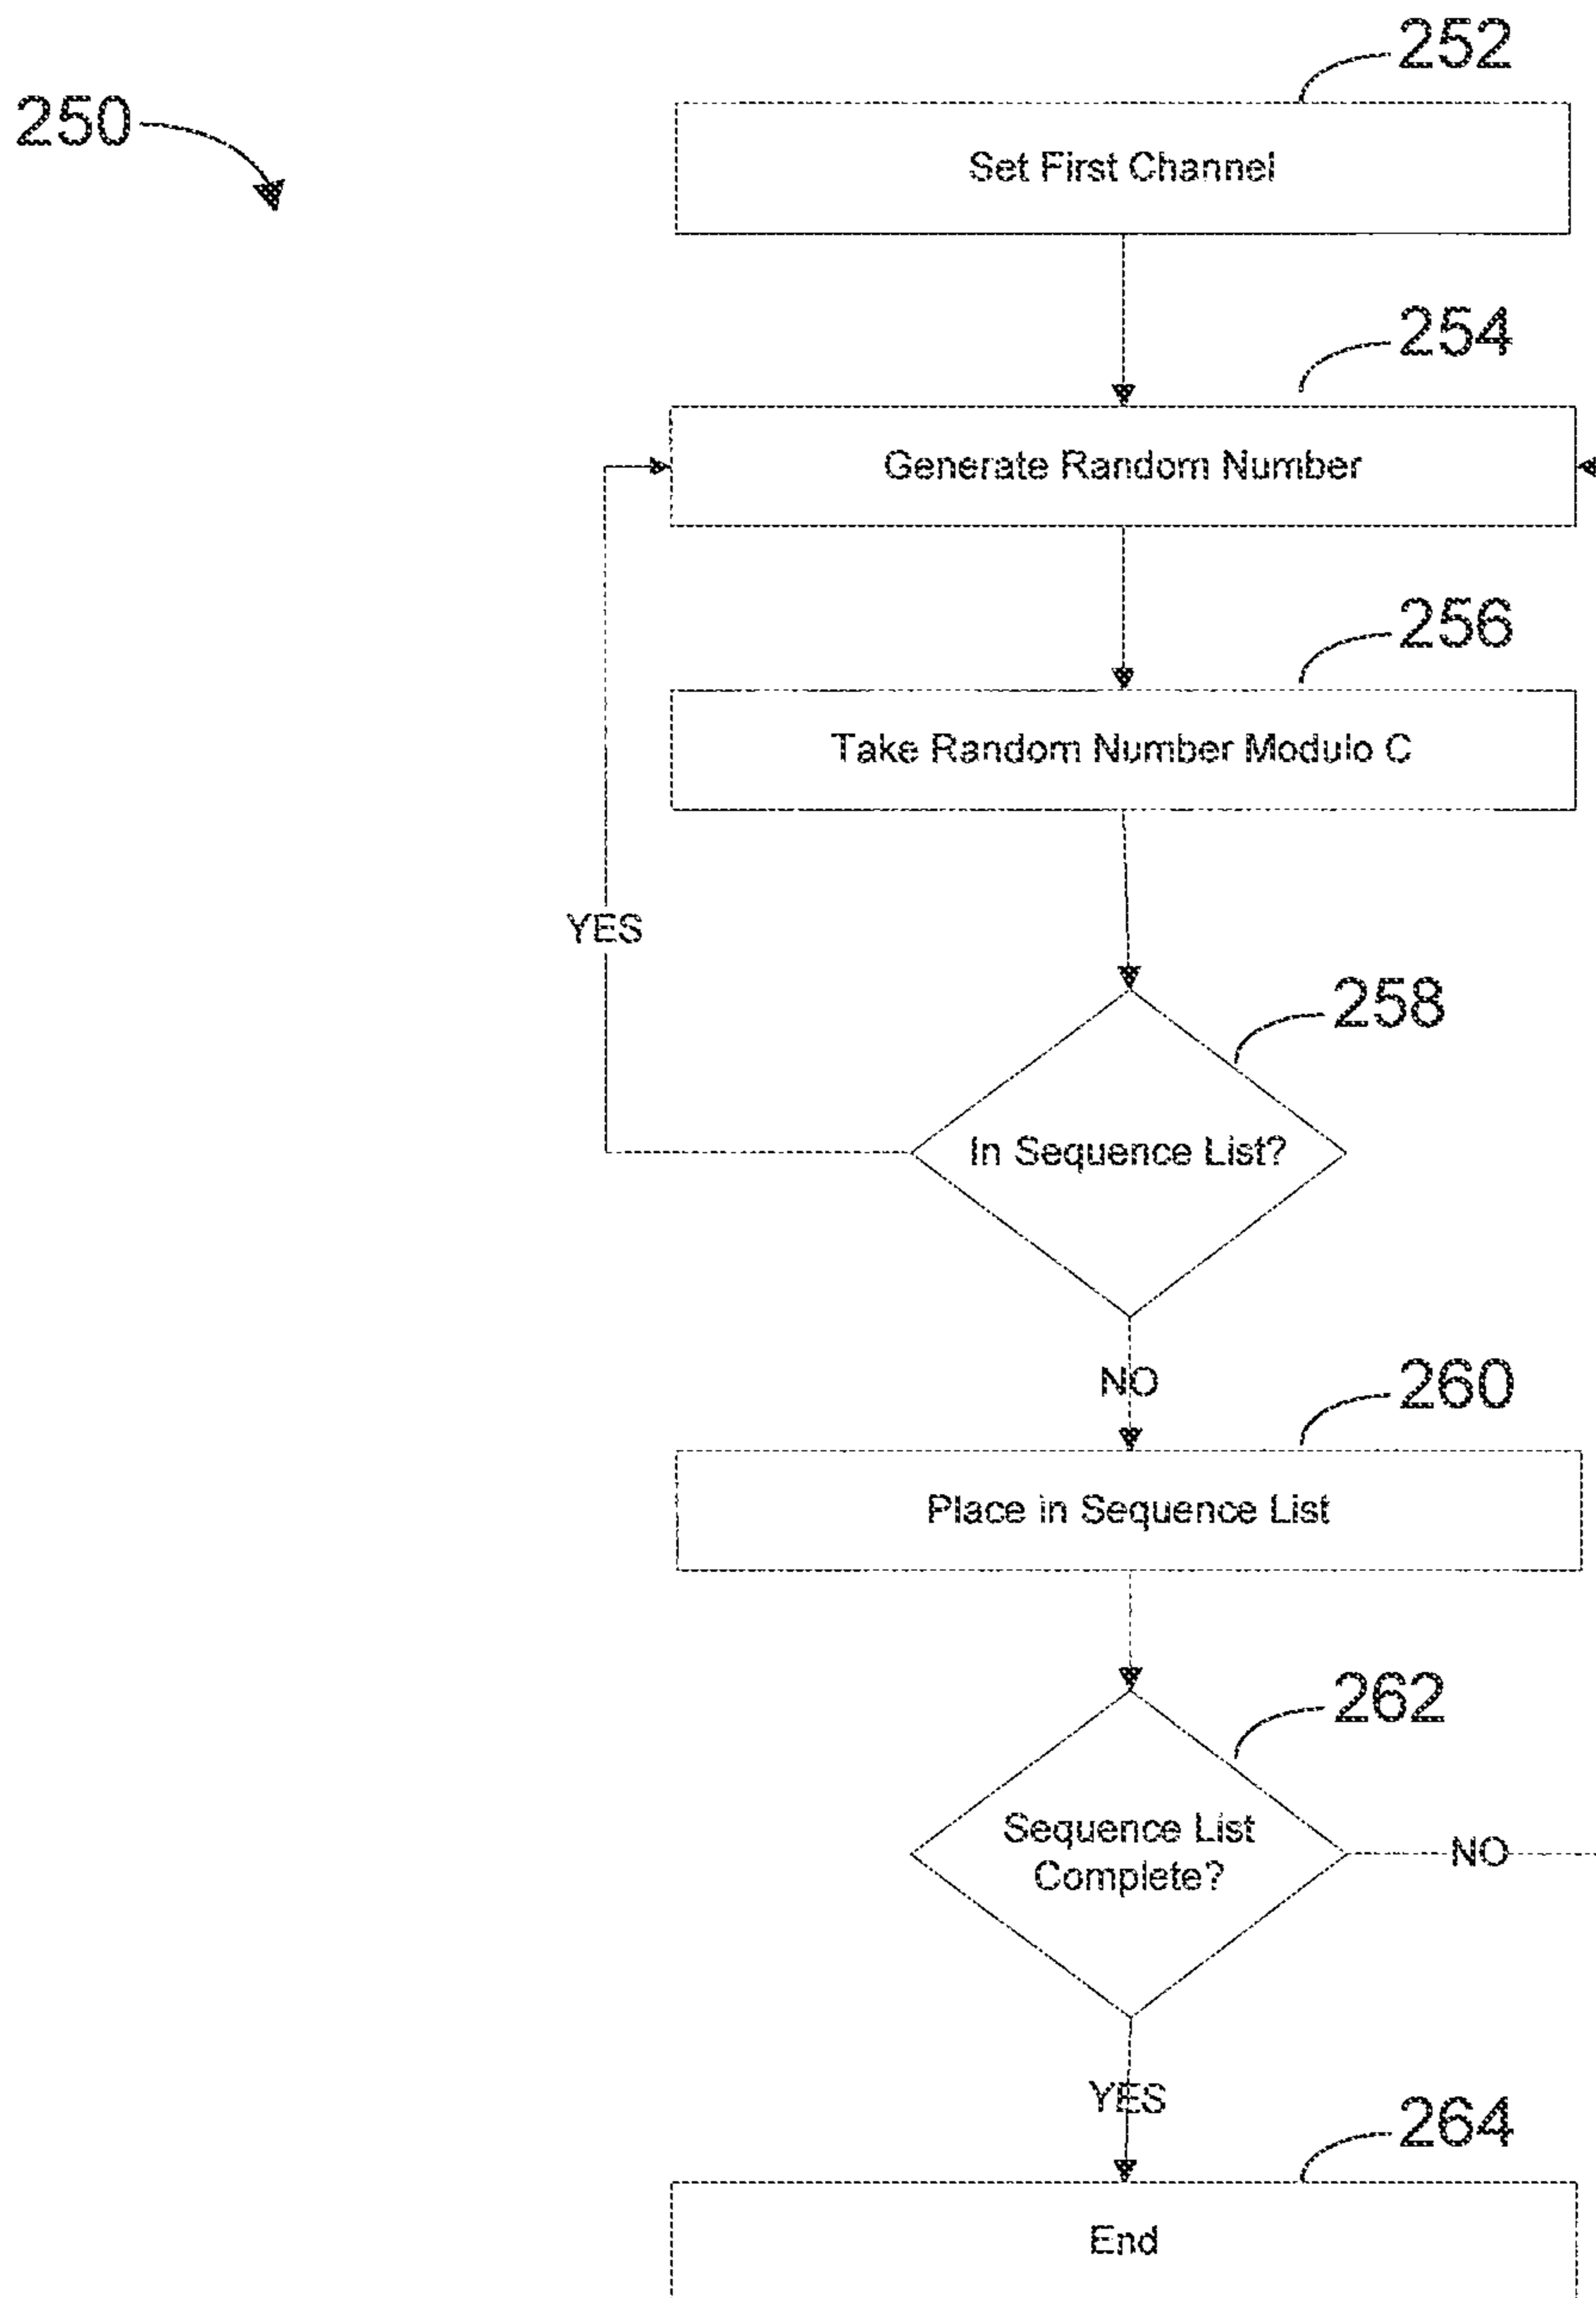 252
250
Set First Channel
254
Generate Random Number
256
Take Random Number Modulo C
YES
258
In Sequence List?
NO
260
Place in Sequence List
262
Sequence List
Complete?
NO
YES
264
End